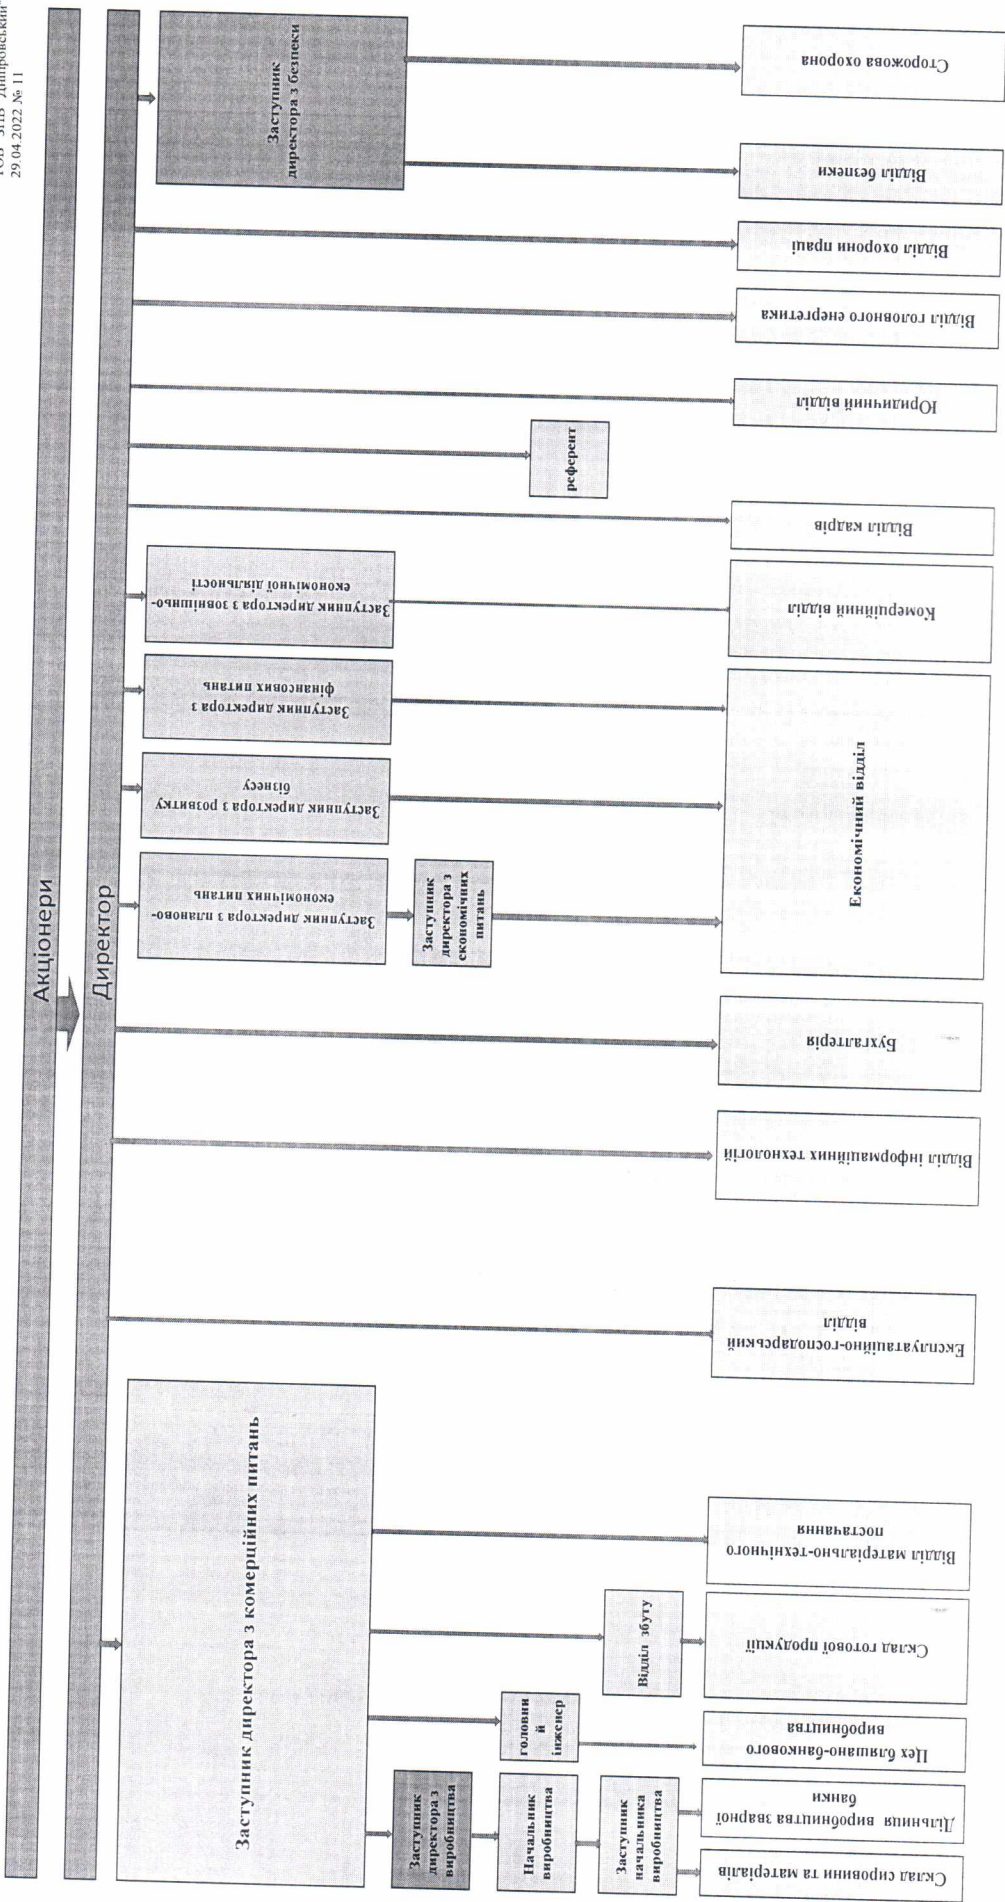 29.04.2022 № 11
Акціонери
Директор
Заступник директора з комерційних питань
Заступник директора з планово-
економічних питань
Заступник директора з розвитку
бізнесу
Заступник директора з
фінансових питань
Заступник директора з зовнішньо-
економічної діяльності
Заступник
директора з безпеки
Заступник
директора з
виробництва
Заступник
директора з
економічних
питань
Начальник
виробництва
головни
й
інженер
референт
Заступник
начальника
виробництва
Відділ збуту
Склад сировини та матеріалів
Дільниця виробництва зварної
банки
Цех бляшано-банкового
виробництва
Склад готової продукції
Відділ матеріально-технічного
постачання
Експлуатаційно-господарський
відділ
Відділ інформаційних технологій
Бухгалтерія
Економічний відділ
Комерційний відділ
Відділ кадрів
Юридичний відділ
Відділ головного енергетика
Відділ охорони праці
Відділ безпеки
Сторожова охорона